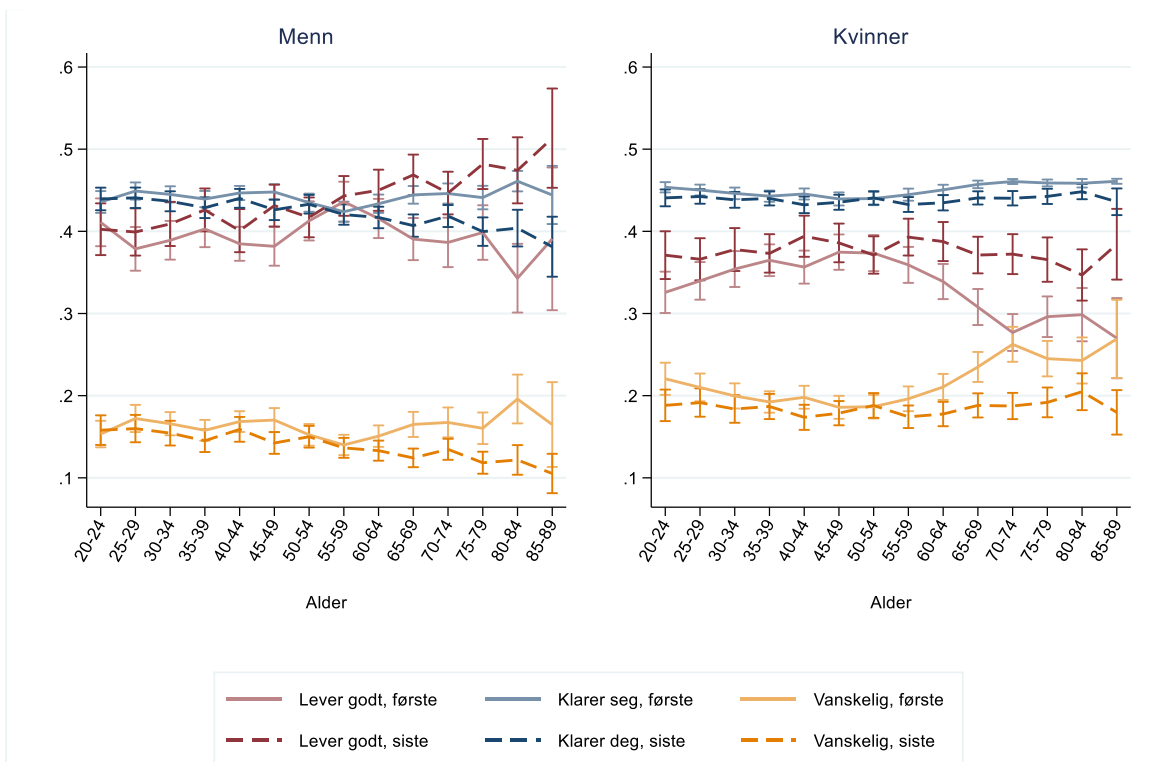 Menn
.6
.5
.4
.3
.2
.1
20-24 25-29 30-34 35-39 40-44 45-49 50-54 55-59 60-64 65-69 70-74 75-79 80-84 85-89
Alder
Kvinner
.6
.5
.4
.3
.2
.1
20-24 25-29 30-34 35-39 40-44 45-49 50-54 55-59 60-64 65-69 70-74 75-79 80-84 85-89
Alder
Lever godt, første Klarer seg, første Vanskelig, første
Lever godt, siste Klarer deg, siste Vanskelig, siste